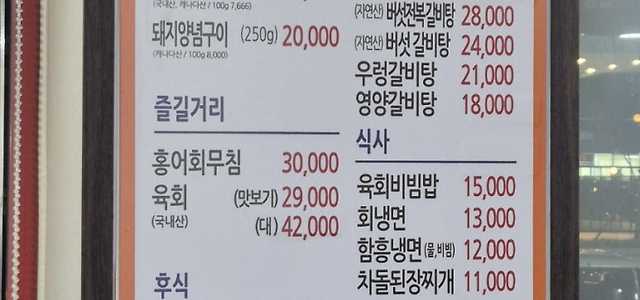 (국내산, 캐나다산 / 100g 7,666)
돼지양념구이 (250g) 20,000
(캐나다산 / 100g 8,000)
즐길거리
홍어회무침 30,000
육회 (맛보기) 29,000
(국내산) (대) 42,000
후식
(자연산) 버섯전복갈비탕 28,000
(자연산) 버섯 갈비탕 24,000
우렁갈비탕 21,000
영양갈비탕 18,000
식사
육회비빔밥 15,000
회냉면 13,000
함흥냉면 (물,비빔) 12,000
차돌된장찌개 11,000